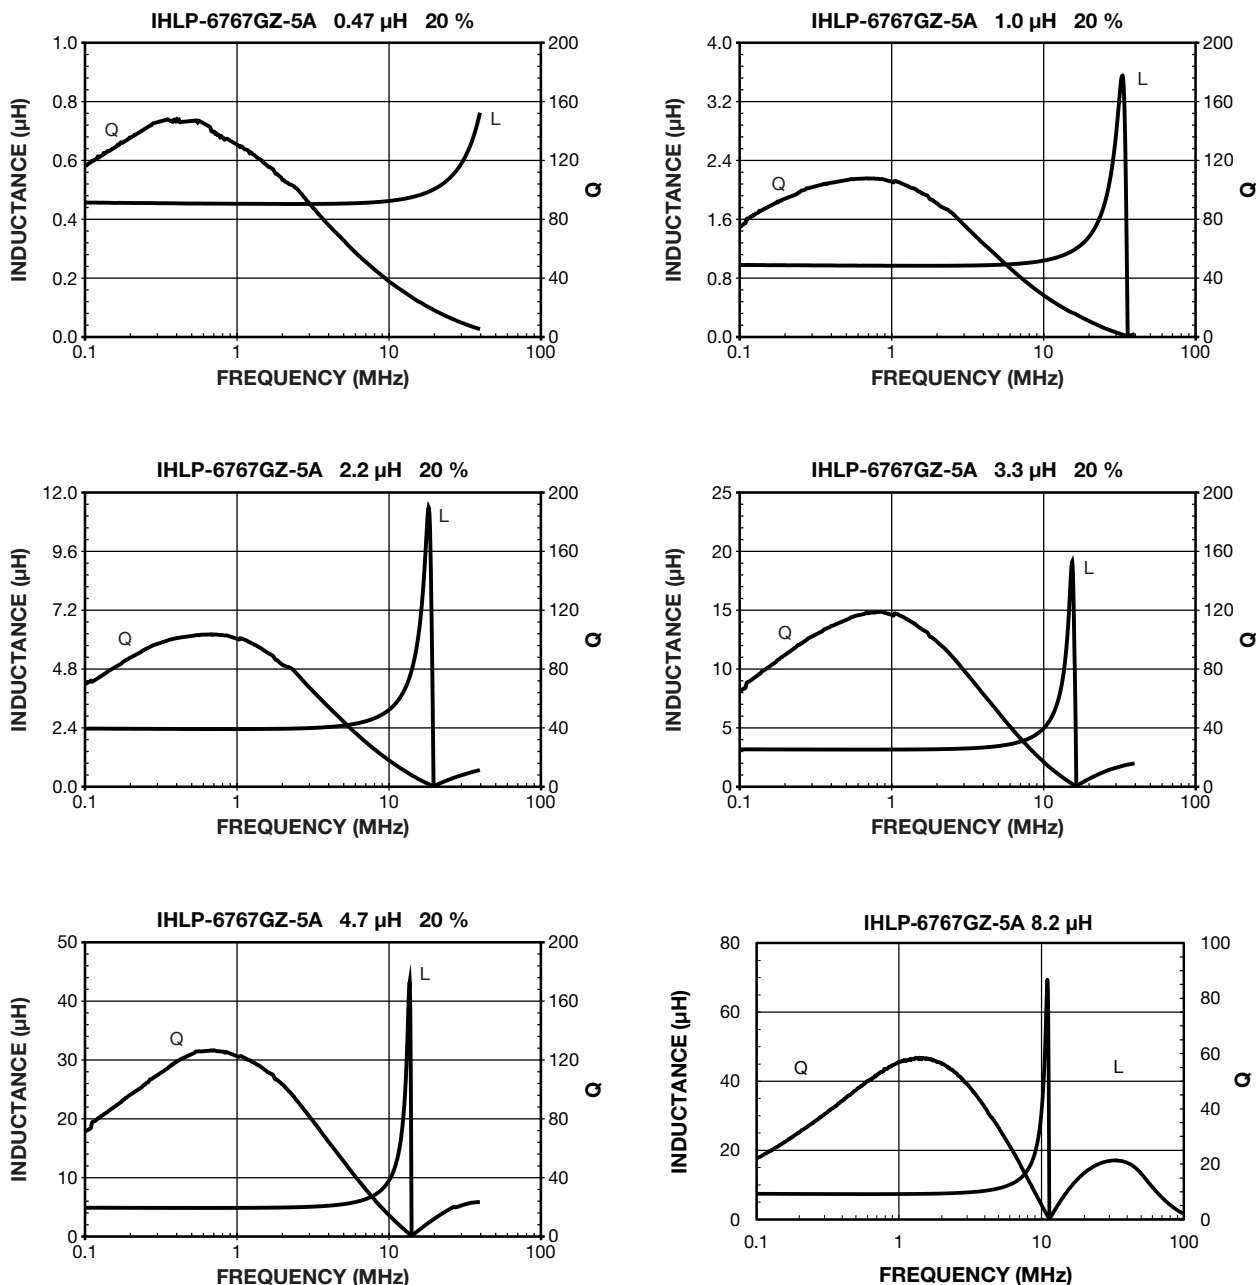 IHLP-6767GZ-5A 0.47 µH 20 %
INDUCTANCE (µH)
1.0
0.8
0.6
0.4
0.2
0.0
Q
L
200
160
120
80
40
0
Q
0.1 1 10 100
FREQUENCY (MHz)
IHLP-6767GZ-5A 1.0 µH 20 %
INDUCTANCE (µH)
4.0
3.2
2.4
1.6
0.8
0.0
Q
L
200
160
120
80
40
0
Q
0.1 1 10 100
FREQUENCY (MHz)
IHLP-6767GZ-5A 2.2 µH 20 %
INDUCTANCE (µH)
12.0
9.6
7.2
4.8
2.4
0.0
Q
L
200
160
120
80
40
0
Q
0.1 1 10 100
FREQUENCY (MHz)
IHLP-6767GZ-5A 3.3 µH 20 %
INDUCTANCE (µH)
25
20
15
10
5
0
Q
L
200
160
120
80
40
0
Q
0.1 1 10 100
FREQUENCY (MHz)
IHLP-6767GZ-5A 4.7 µH 20 %
INDUCTANCE (µH)
50
40
30
20
10
0
Q
L
200
160
120
80
40
0
Q
0.1 1 10 100
FREQUENCY (MHz)
IHLP-6767GZ-5A 8.2 µH
INDUCTANCE (µH)
80
60
40
20
0
Q
L
100
80
60
40
20
0
Q
0.1 1 10 100
FREQUENCY (MHz)